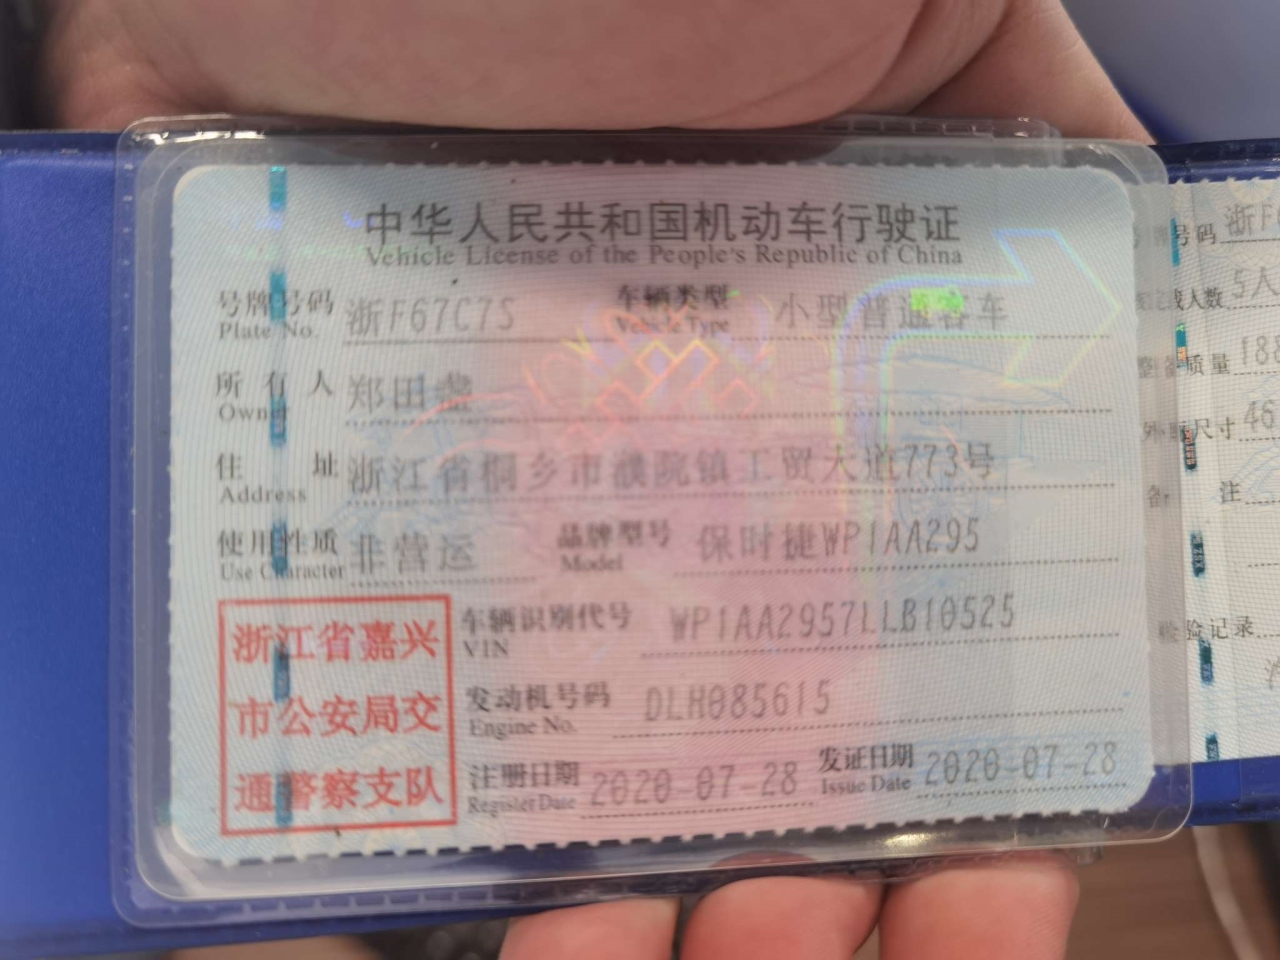 中华人民共和国机动车行驶证
Vehicle License of the People's Republic of China
号牌号码 浙F67C7S 车辆类型 小型普通客车
Plate No. Vehicle Type
所有人 郑田
Owner
住址 浙江省桐乡市濮院镇工贸大道773号
Address
使用性质 非营运 品牌型号 保时捷WP1AA295
Use Character Model
浙江省嘉兴
市公安局交
通警察支队
车辆识别代号 WP1AA2957LLB10525
VIN
发动机号码 DLH085615
Engine No.
注册日期 2020-07-28 发证日期 2020-07-28
Register Date Issue Date
号码 浙F
人数 5人
质量 188
尺寸 46
注
记录